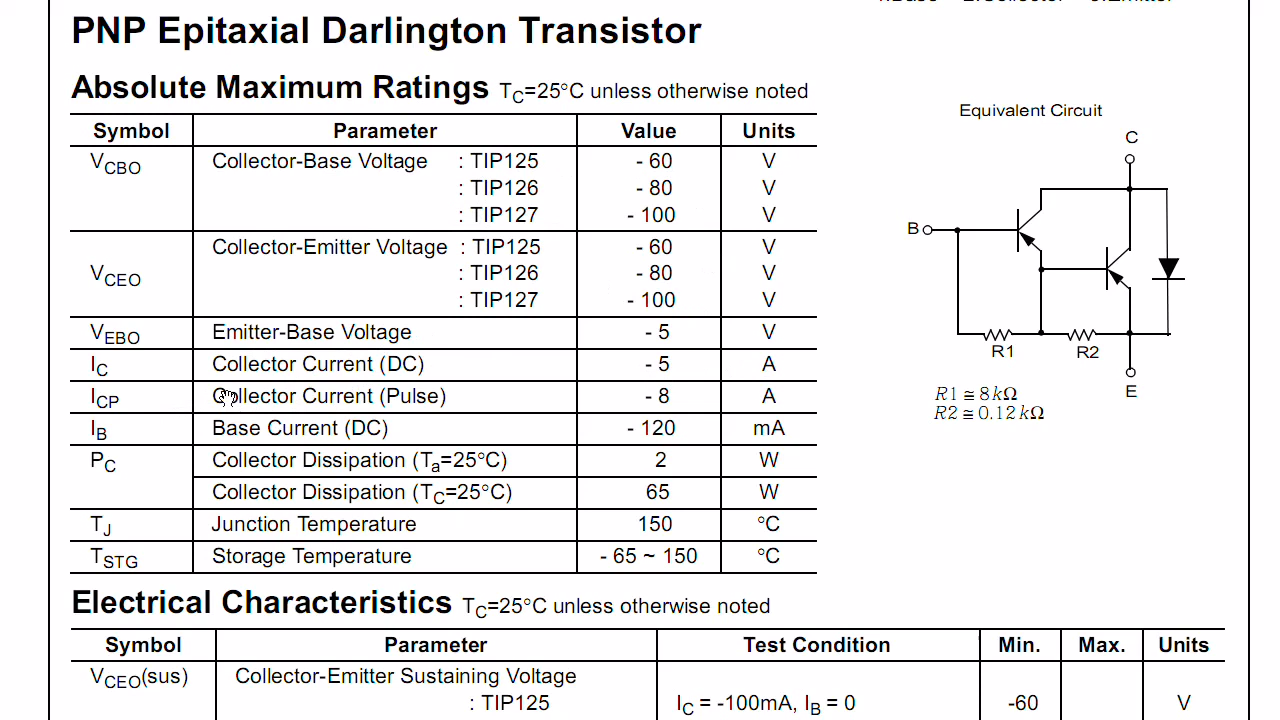 PNP Epitaxial Darlington Transistor
Absolute Maximum Ratings TC=25°C unless otherwise noted
Symbol Parameter Value Units
VCBO Collector-Base Voltage : TIP125 - 60 V
: TIP126 - 80 V
: TIP127 - 100 V
Collector-Emitter Voltage : TIP125 - 60 V
VCEO : TIP126 - 80 V
: TIP127 - 100 V
VEBO Emitter-Base Voltage - 5 V
IC Collector Current (DC) - 5 A
ICP Collector Current (Pulse) - 8 A
IB Base Current (DC) - 120 mA
PC Collector Dissipation (Ta=25°C) 2 W
Collector Dissipation (TC=25°C) 65 W
TJ Junction Temperature 150 °C
TSTG Storage Temperature - 65 ~ 150 °C
Equivalent Circuit
C
B
R1 R2
E
R1 ≅ 8kΩ
R2 ≅ 0.12kΩ
Electrical Characteristics TC=25°C unless otherwise noted
Symbol Parameter Test Condition Min. Max. Units
VCEO(sus) Collector-Emitter Sustaining Voltage
: TIP125 IC = -100mA, IB = 0 -60 V